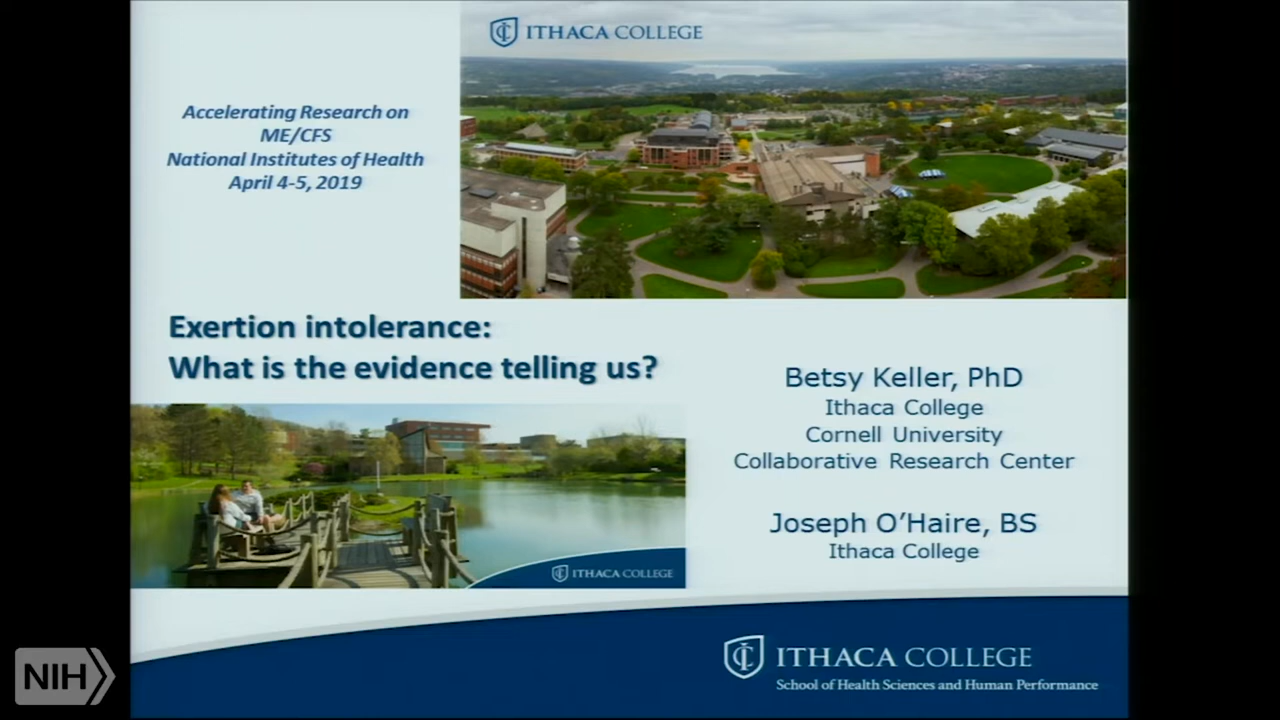 ITHACA COLLEGE
Accelerating Research on
ME/CFS
National Institutes of Health
April 4-5, 2019
Exertion intolerance:
What is the evidence telling us?
Betsy Keller, PhD
Ithaca College
Cornell University
Collaborative Research Center
Joseph O'Haire, BS
Ithaca College
ITHACA COLLEGE
ITHACA COLLEGE
School of Health Sciences and Human Performance
NIH